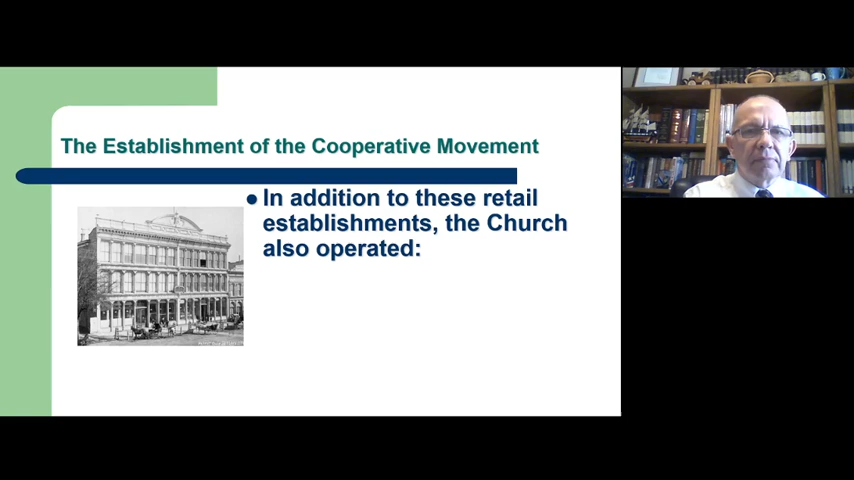 The Establishment of the Cooperative Movement
● In addition to these retail
establishments, the Church
also operated: